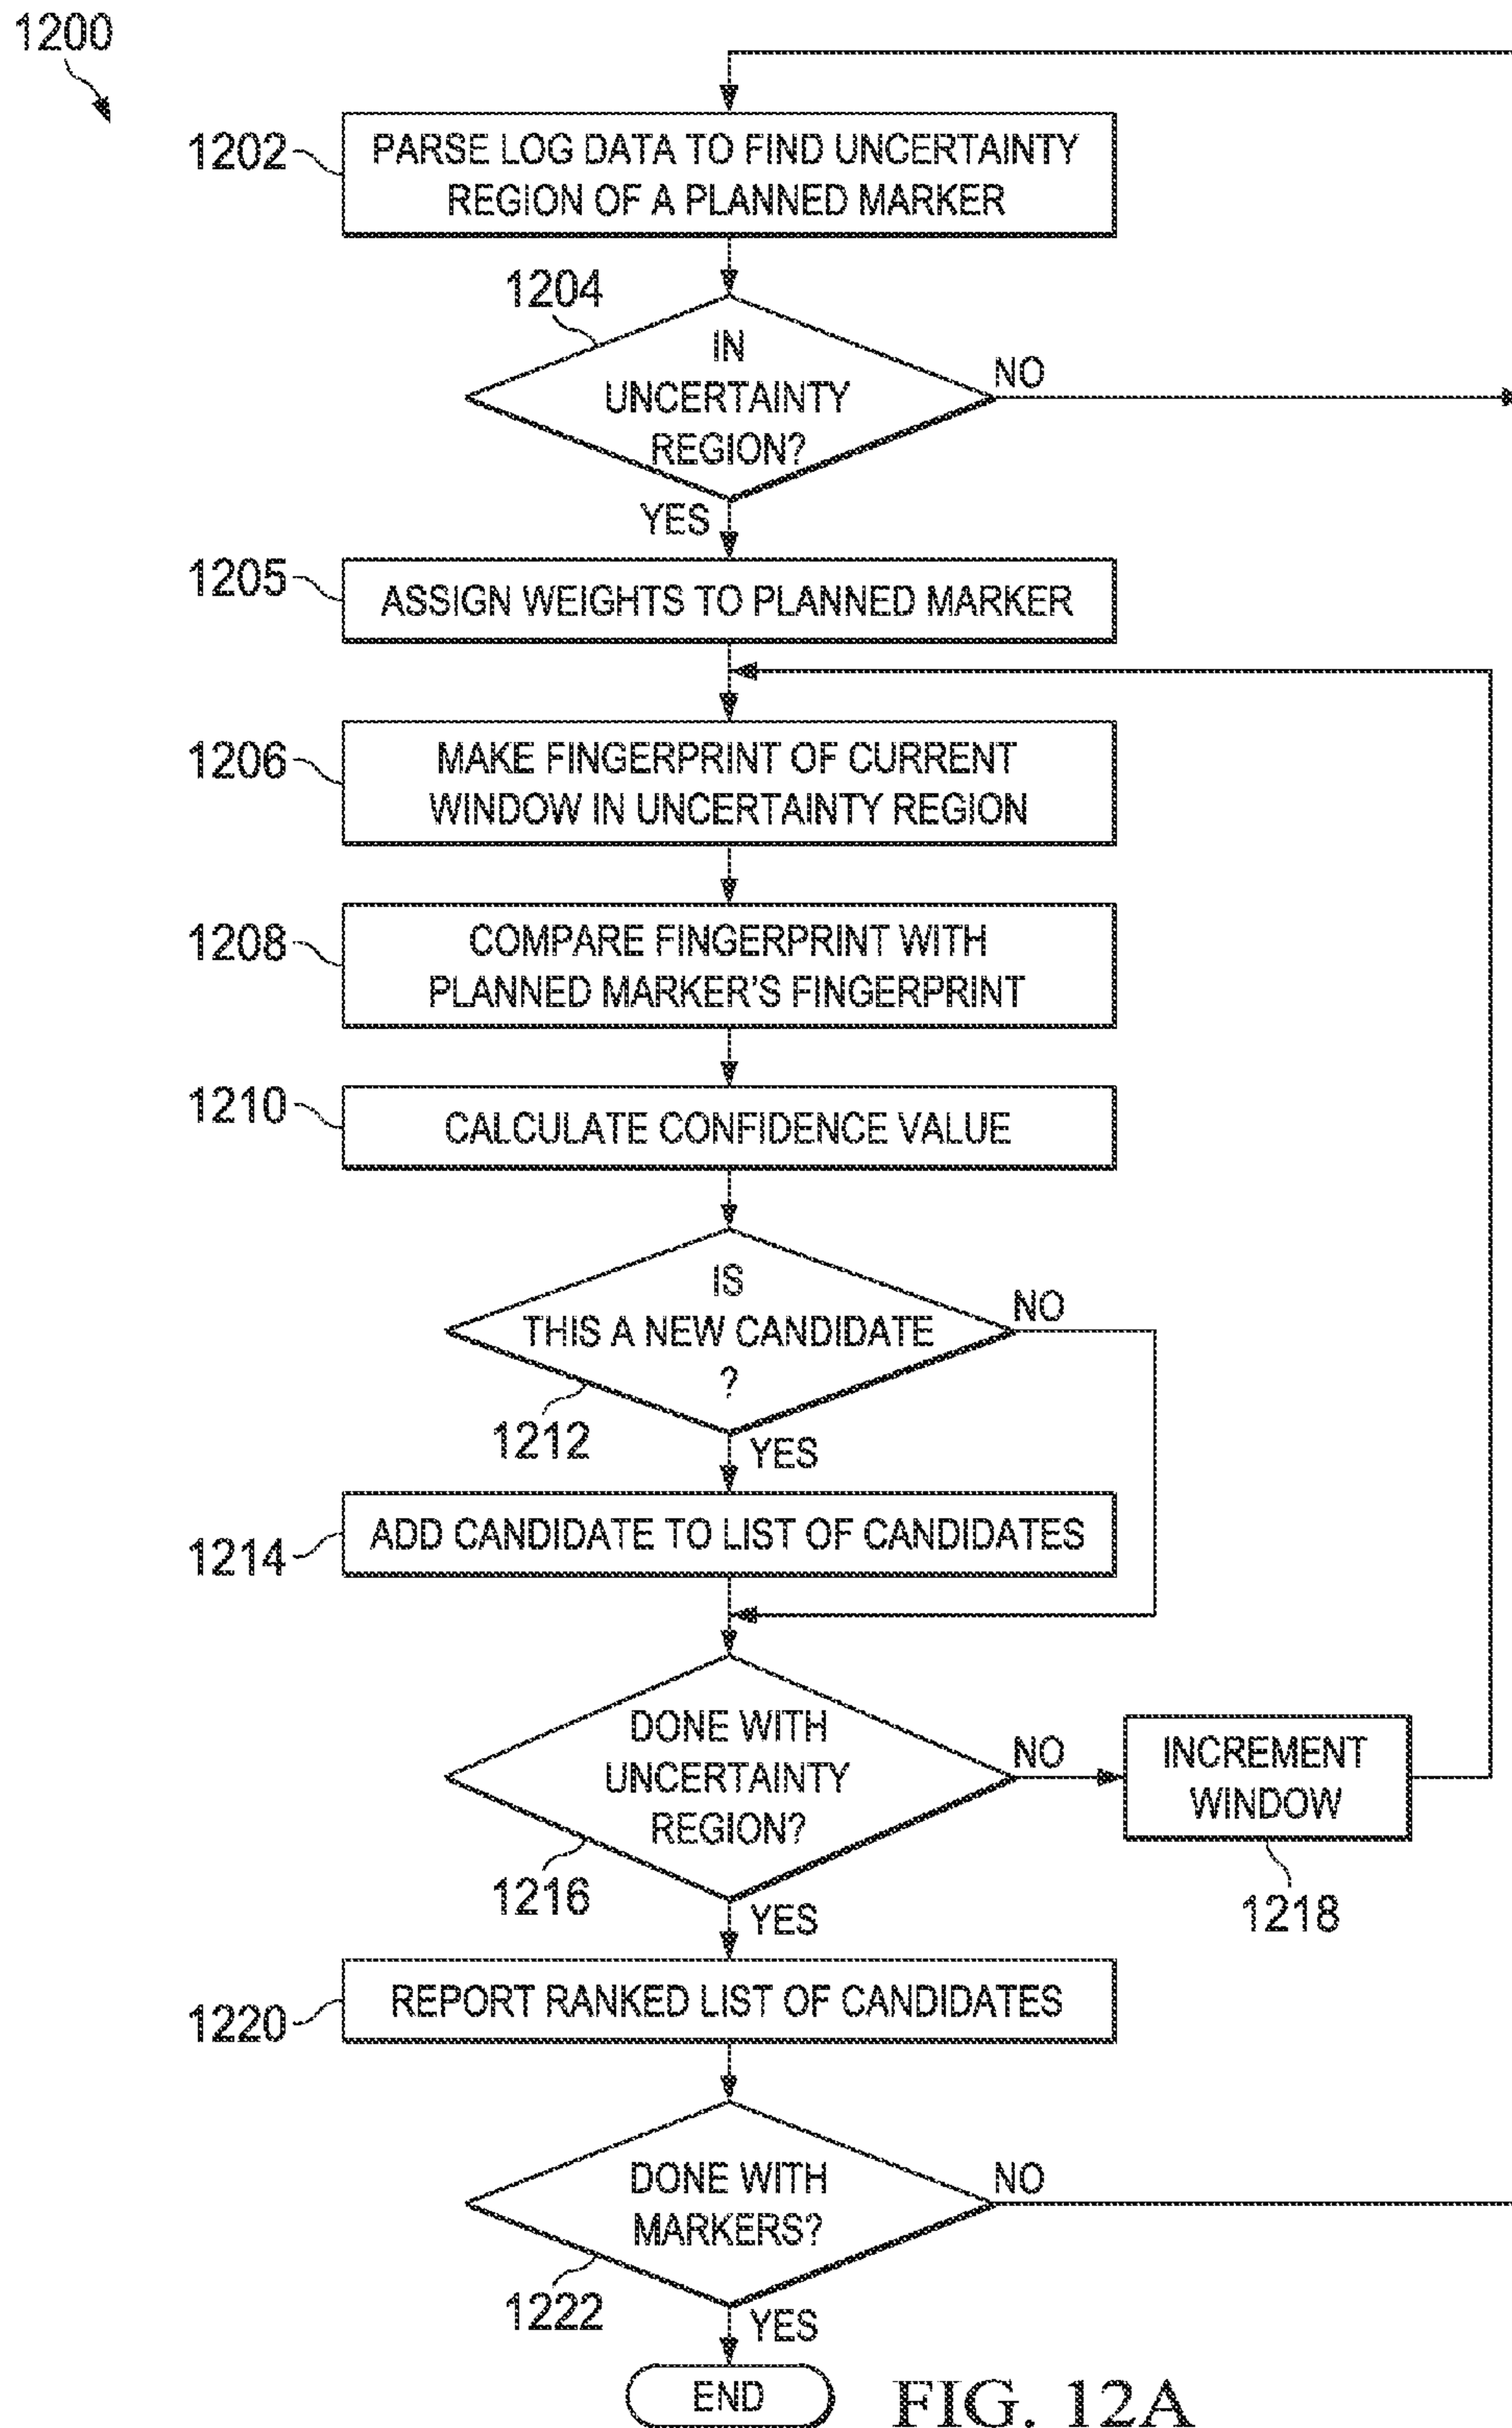 1200
1202
PARSE LOG DATA TO FIND UNCERTAINTY
REGION OF A PLANNED MARKER
1204
IN
UNCERTAINTY
REGION?
NO
YES
1205
ASSIGN WEIGHTS TO PLANNED MARKER
1206
MAKE FINGERPRINT OF CURRENT
WINDOW IN UNCERTAINTY REGION
1208
COMPARE FINGERPRINT WITH
PLANNED MARKER'S FINGERPRINT
1210
CALCULATE CONFIDENCE VALUE
IS
THIS A NEW CANDIDATE
?
NO
1212
YES
1214
ADD CANDIDATE TO LIST OF CANDIDATES
DONE WITH
UNCERTAINTY
REGION?
NO
INCREMENT
WINDOW
1216
1218
YES
1220
REPORT RANKED LIST OF CANDIDATES
DONE WITH
MARKERS?
NO
1222
YES
END
FIG. 12A